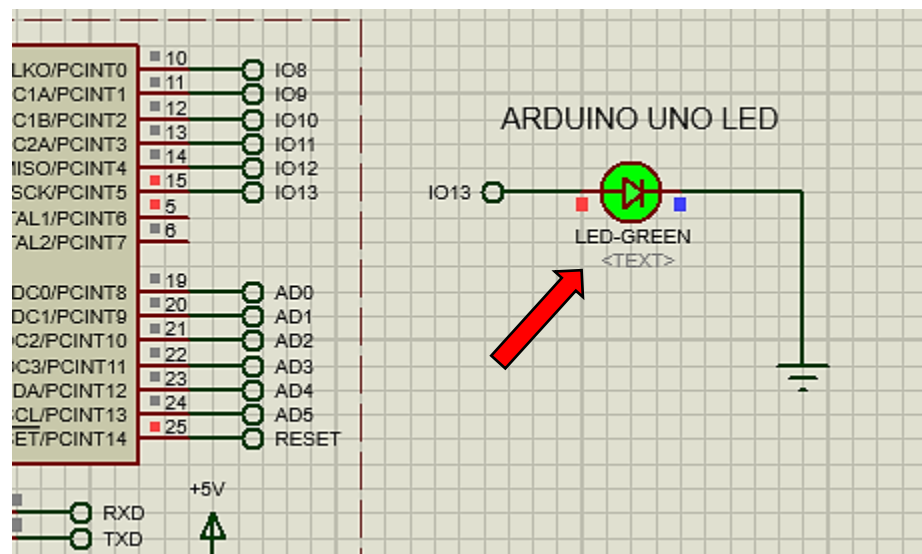 LKO/PCINT0 10 IO8
C1A/PCINT1 11 IO9
C1B/PCINT2 12 IO10
C2A/PCINT3 13 IO11
MISO/PCINT4 14 IO12
SCK/PCINT5 15 IO13
TAL1/PCINT6 5
TAL2/PCINT7 6
DC0/PCINT8 19 AD0
DC1/PCINT9 20 AD1
C2/PCINT10 21 AD2
C3/PCINT11 22 AD3
DA/PCINT12 23 AD4
CL/PCINT13 24 AD5
ET/PCINT14 25 RESET
RXD
TXD
+5V
ARDUINO UNO LED
IO13
LED-GREEN
<TEXT>